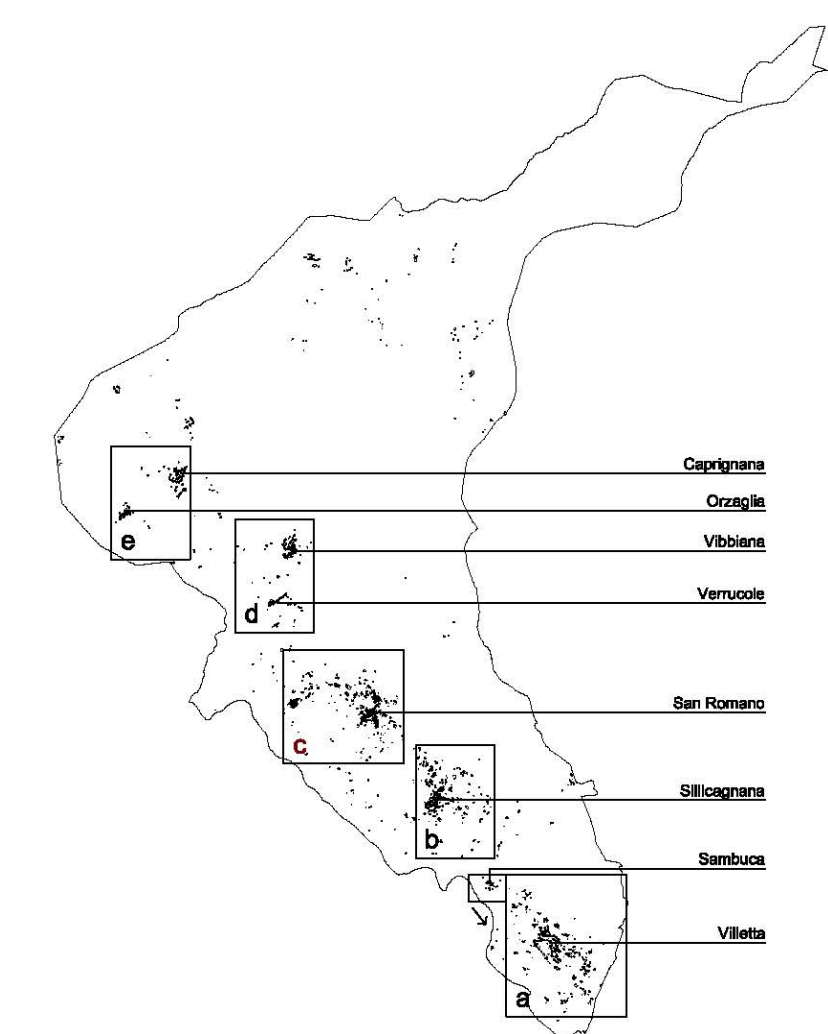 Caprignana
Orzaglia
e
Vibbiana
Verrucole
d
San Romano
c
Sillicagnana
b
Sambuca
Villetta
a